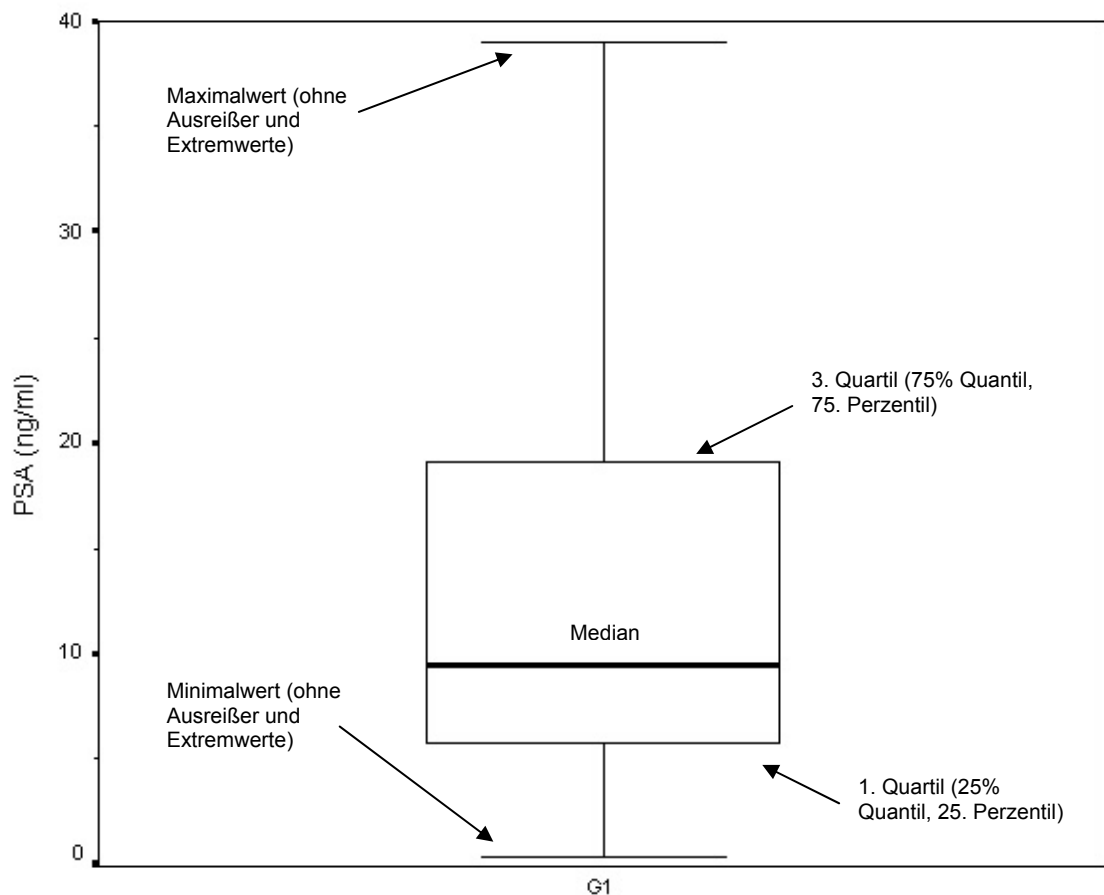 40
Maximalwert (ohne
Ausreißer und
Extremwerte)
30
3. Quartil (75% Quantil,
75. Perzentil)
20
PSA (ng/ml)
Median
10
Minimalwert (ohne
Ausreißer und
Extremwerte)
1. Quartil (25%
Quantil, 25. Perzentil)
0
G1